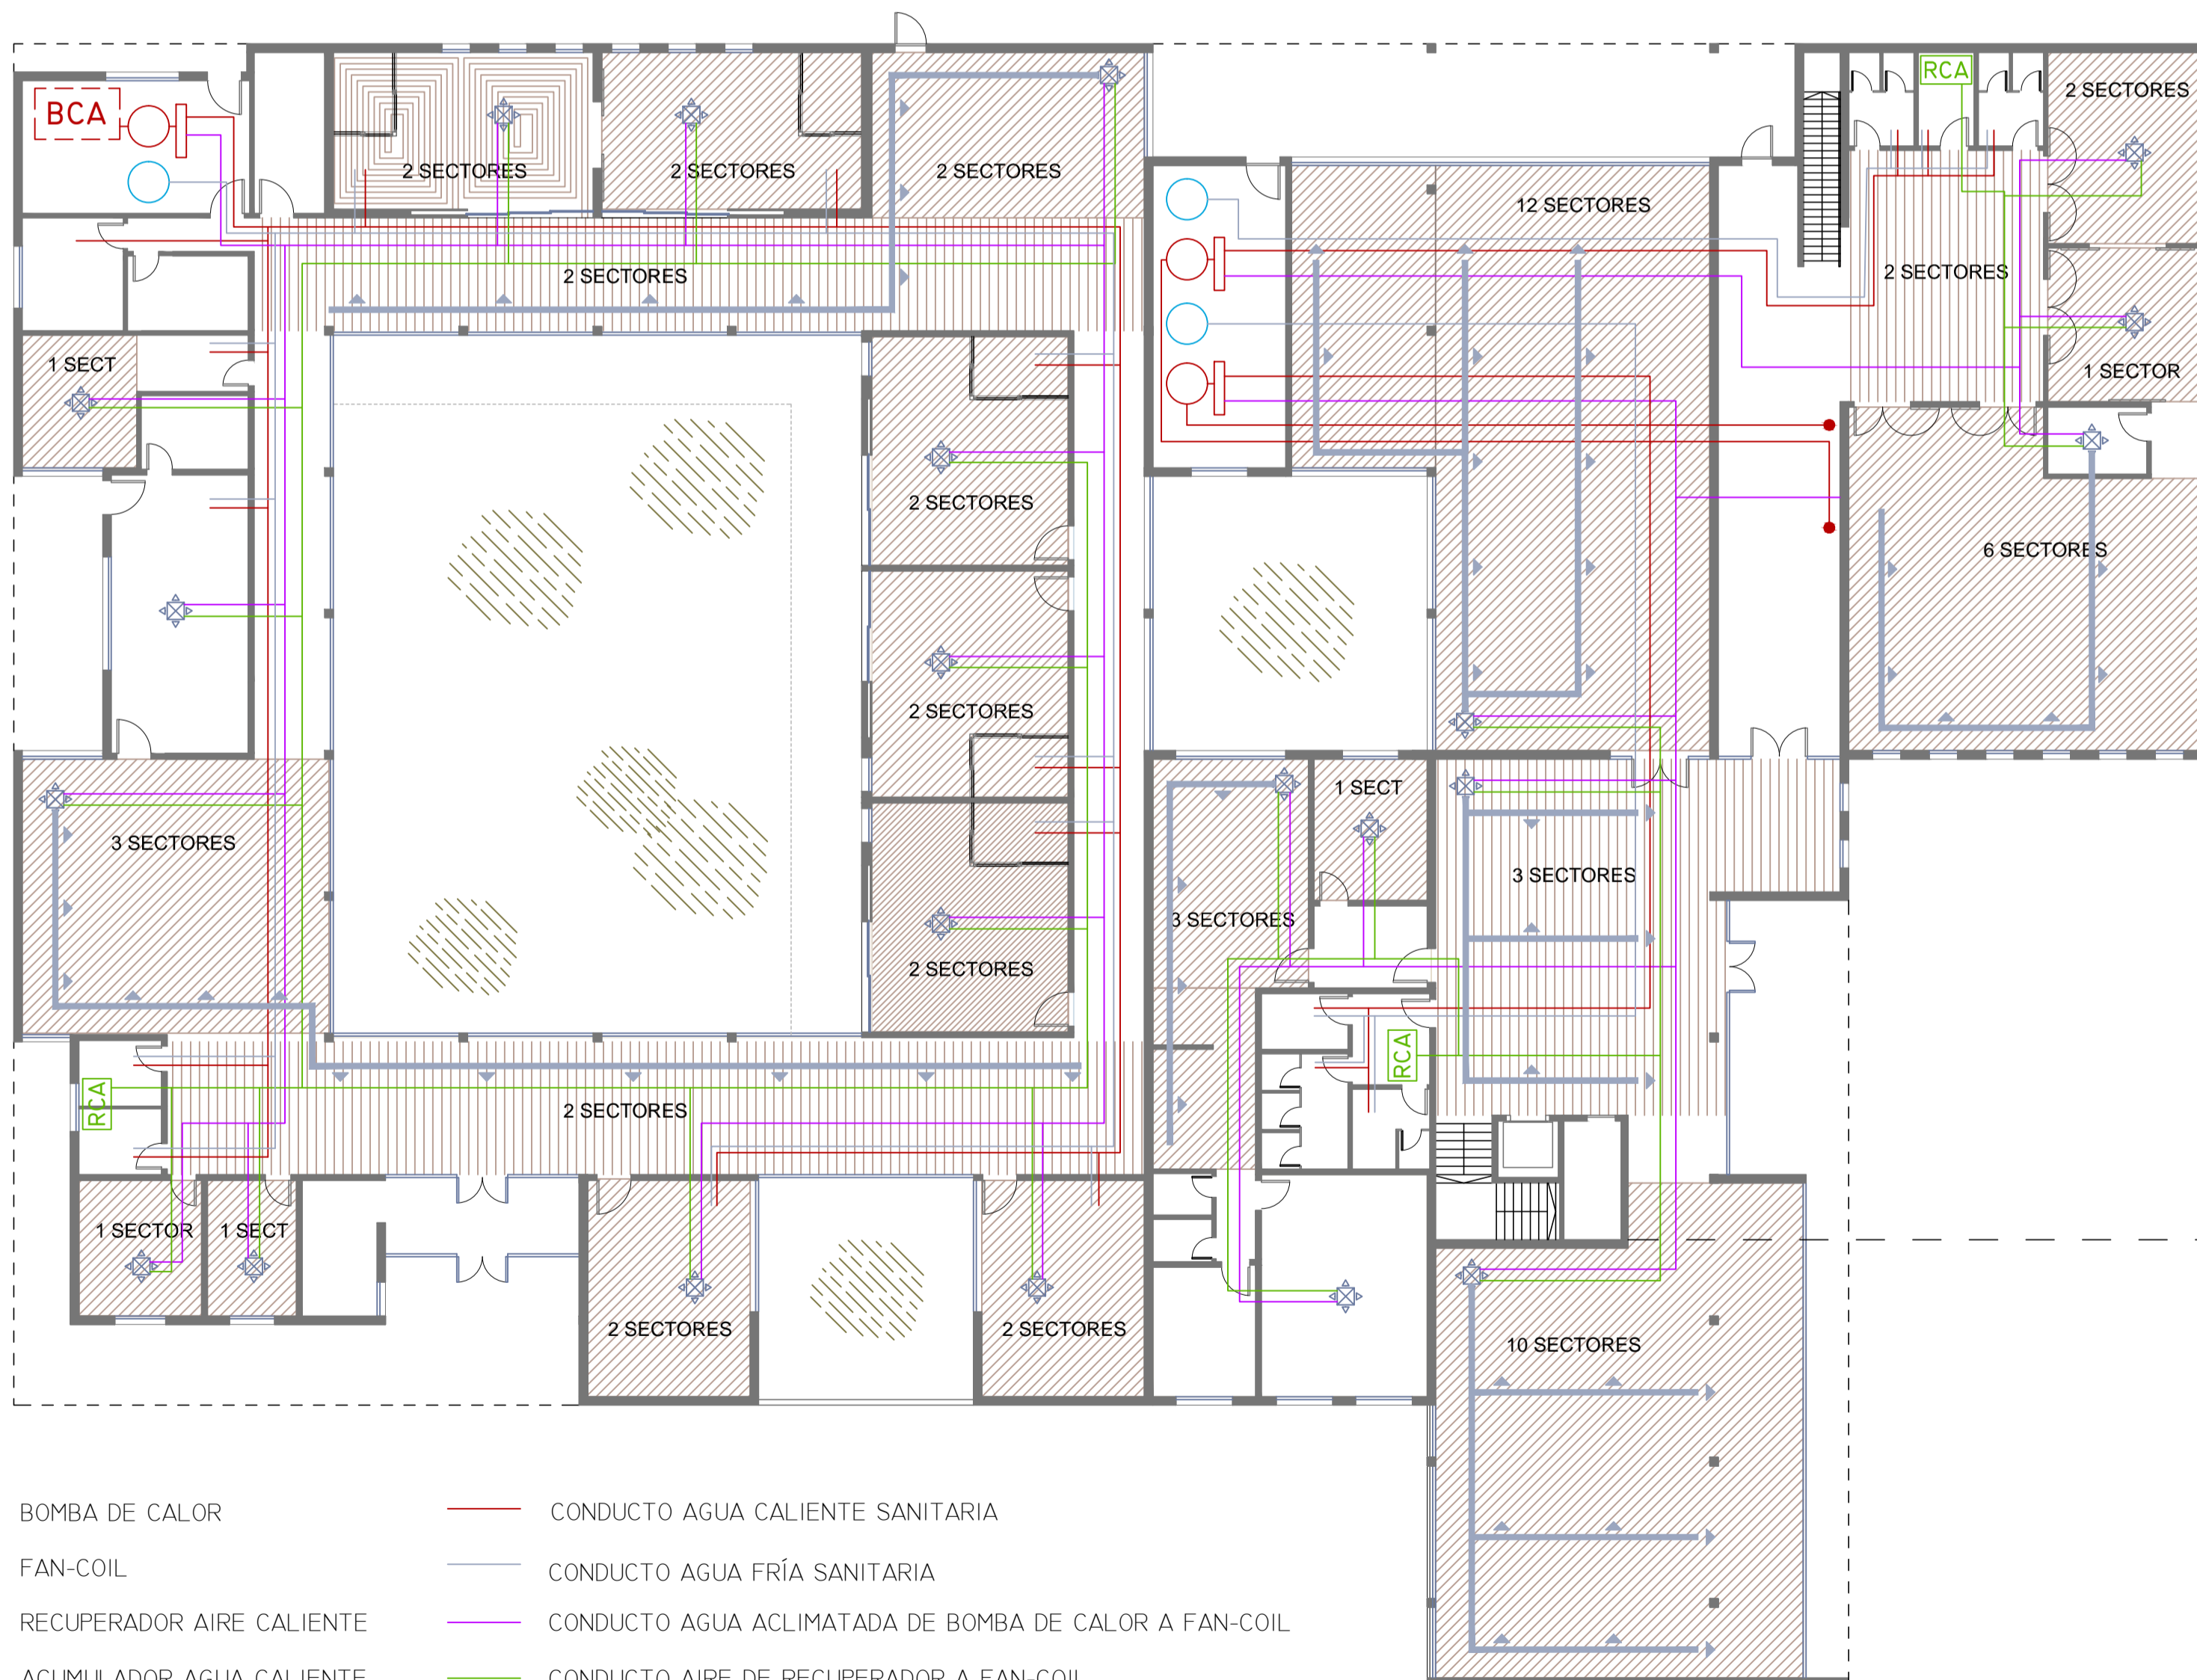 RCA
2 SECTORES
BCA
2 SECTORES
2 SECTORES
2 SECTORES
12 SECTORES
2 SECTORES
2 SECTORES
1 SECT
1 SECTOR
2 SECTORES
6 SECTORES
2 SECTORES
1 SECT
3 SECTORES
3 SECTORES
3 SECTORES
2 SECTORES
RCA
RCA
2 SECTORES
1 SECTOR
1 SECT
2 SECTORES
2 SECTORES
10 SECTORES
BOMBA DE CALOR
CONDUCTO AGUA CALIENTE SANITARIA
FAN-COIL
CONDUCTO AGUA FRÍA SANITARIA
RECUPERADOR AIRE CALIENTE
CONDUCTO AGUA ACLIMATADA DE BOMBA DE CALOR A FAN-COIL
ACUMULADOR AGUA CALIENTE
CONDUCTO AIRE DE RECUPERADOR A FAN-COIL